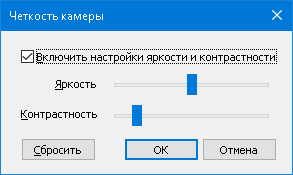 Четкость камеры
Включить настройки яркости и контрастности
Яркость
Контрастность
Сбросить
OK
Отмена